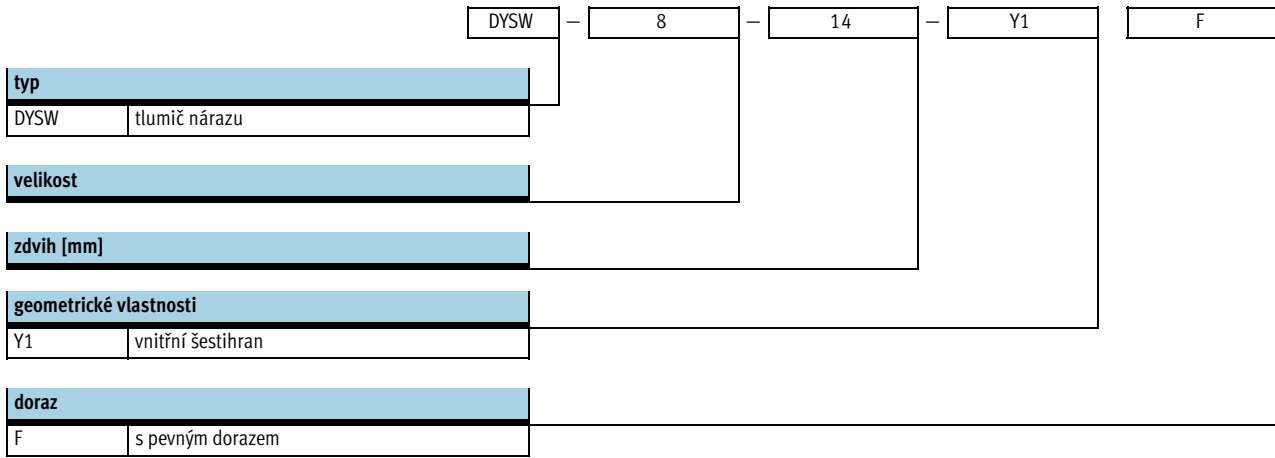 DYSW — 8 — 14 — Y1 F
typ
DYSW tlumič nárazu
velikost
zdvih [mm]
geometrické vlastnosti
Y1 vnitřní šestihran
doraz
F s pevným dorazem